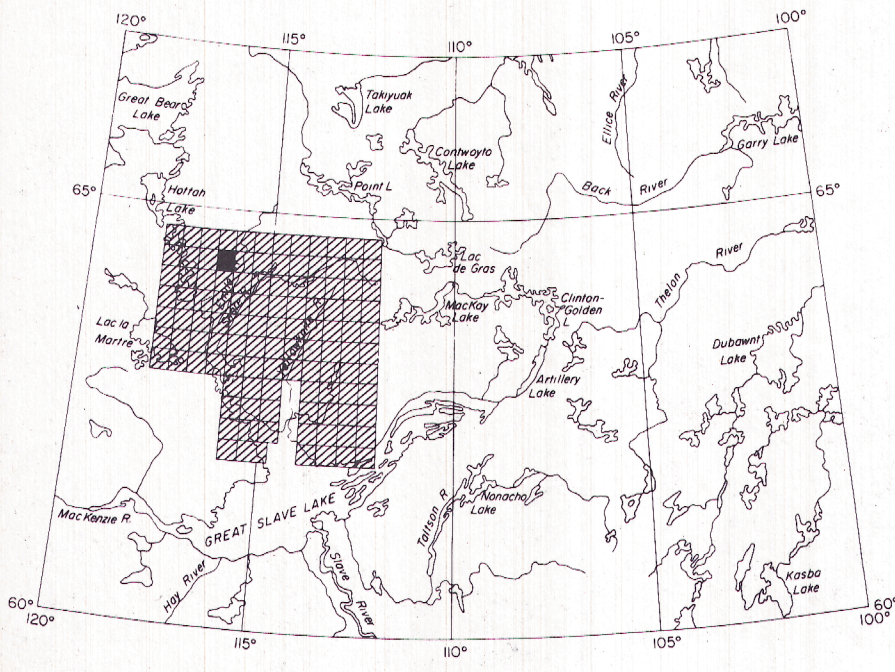 120°
115°
110°
105°
100°
Great Bear
Lake
Takiyuak
Lake
Ellice River
Contwoyto
Lake
Garry Lake
Point L
Back River
65°
65°
Hottah
Lake
Lac
de Gras
Thelon River
MacKay
Lake
Clinton-
Golden
L
Lac la
Martre
Yellowknife R.
Dubawnt
Lake
Artillery
Lake
Taltson R.
Nonacho
Lake
MacKenzie R.
GREAT SLAVE LAKE
Slave River
Hay River
Kasba
Lake
60°
120°
115°
110°
105°
60°
100°